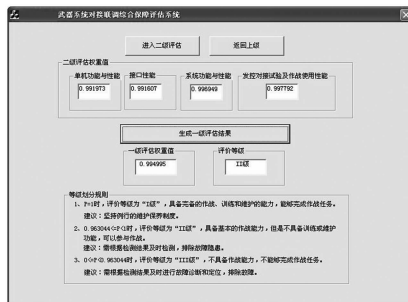 武器系统对接联调综合保障评估系统
进入二级评估
返回上级
二级评估权重值
单机功能与性能
接口性能
系统功能与性能
发控对接试验及作战使用性能
0.991973
0.991607
0.996949
0.997792
生成一级评估结果
一级评估权重值
评价等级
0.994995
II级
等级划分规则
1、P=1时，评价等级为“I级”，具备完备的作战、训练和维护的能力，能够完成作战任务。
建议：坚持例行的维护保养制度。
2、0.963044<=P<1时，评价等级为“II级”，具备基本的作战能力，但是不具备训练或维护
功能，可以参与作战。
建议：需根据检测结果及时检测，排除故障隐患。
3、0<=P<0.963044时，评价等级为“III级”，不具备作战能力，不能够完成作战任务。
建议：需根据检测结果及时进行故障诊断和定位，排除故障。